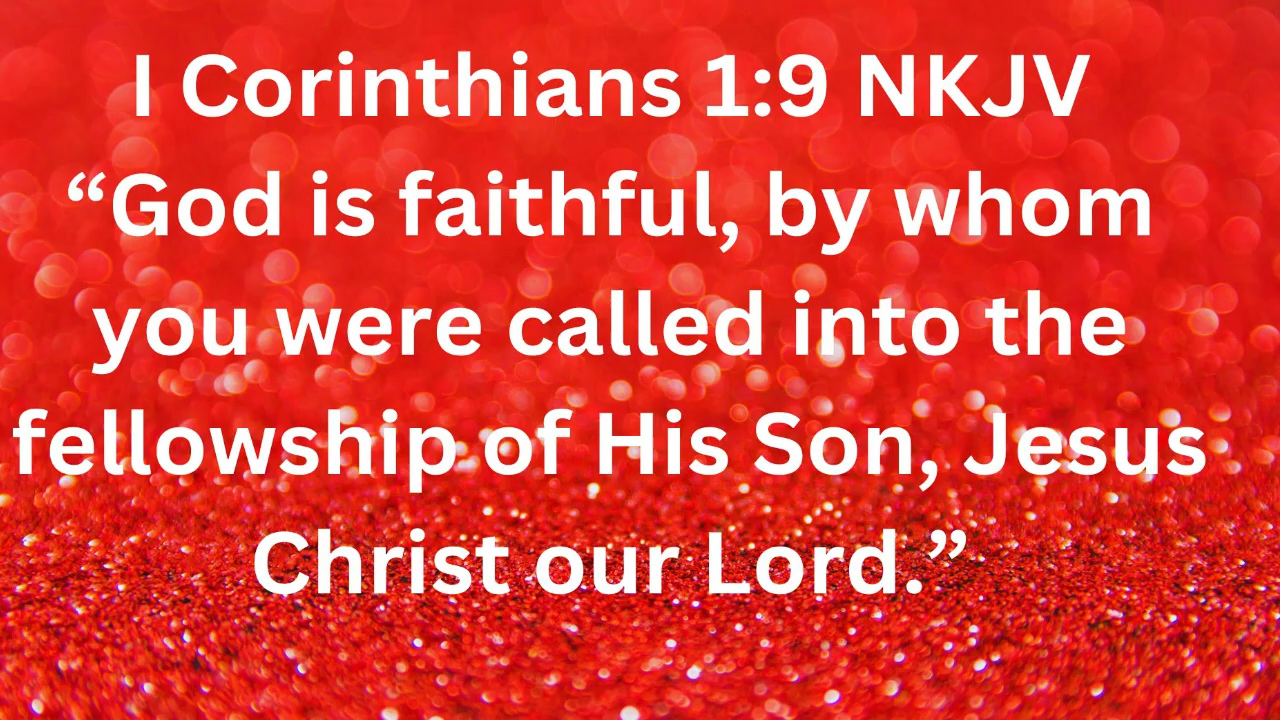 I Corinthians 1:9 NKJV
“God is faithful, by whom
you were called into the
fellowship of His Son, Jesus
Christ our Lord.”